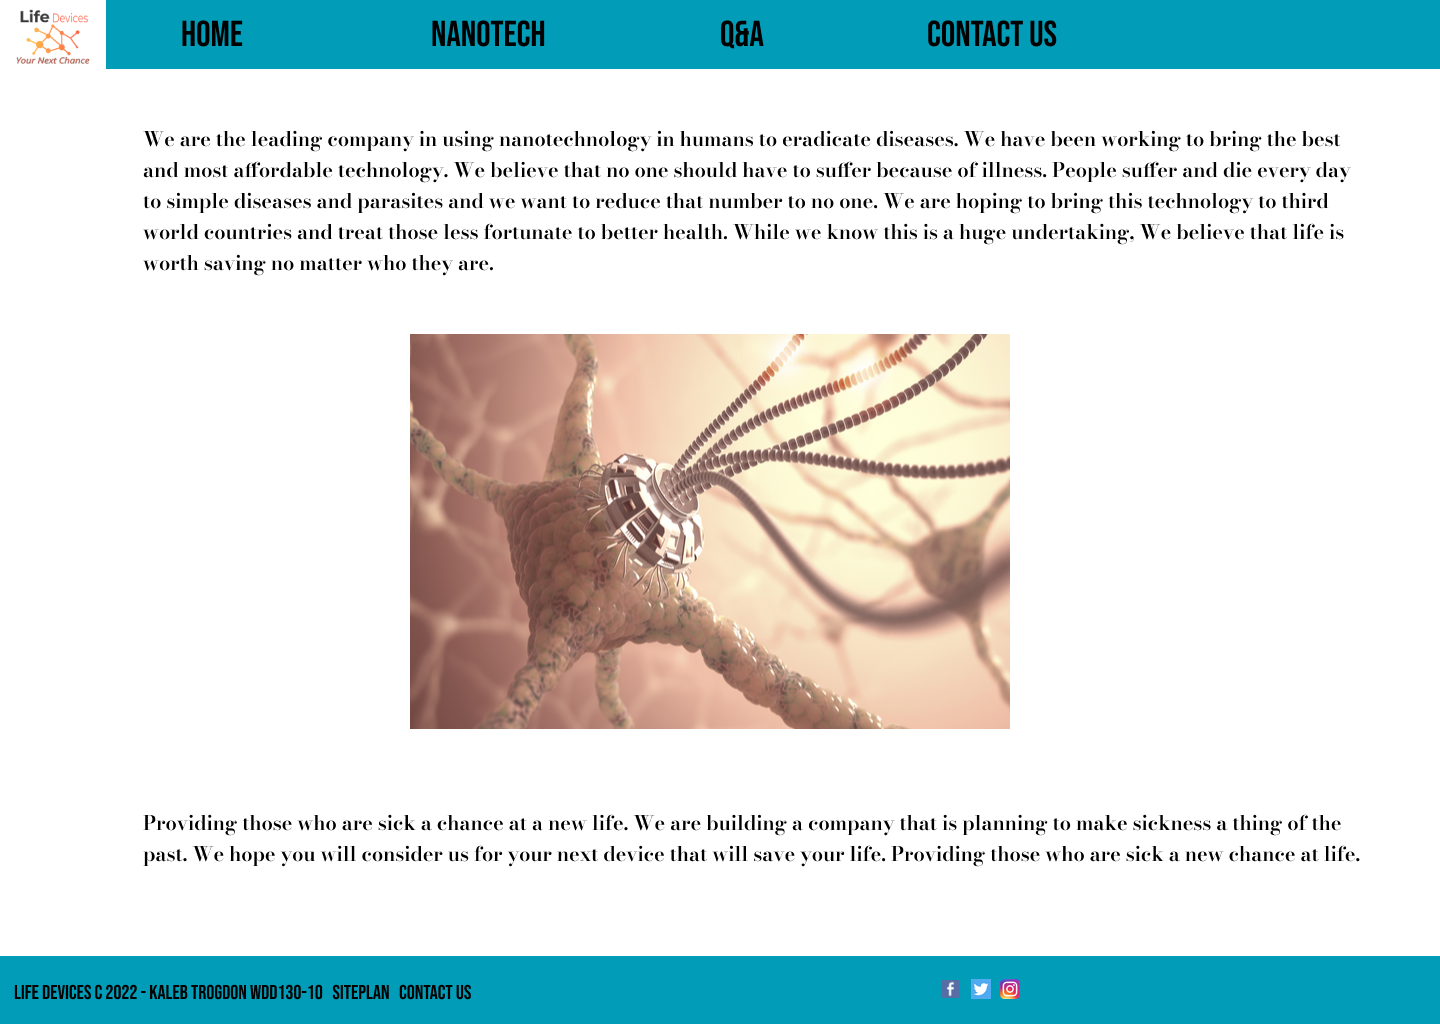 Life Devices
Your Next Chance
HOME NANOTECH Q&A CONTACT US
We are the leading company in using nanotechnology in humans to eradicate diseases. We have been working to bring the best
and most affordable technology. We believe that no one should have to suffer because of illness. People suffer and die every day
to simple diseases and parasites and we want to reduce that number to no one. We are hoping to bring this technology to third
world countries and treat those less fortunate to better health. While we know this is a huge undertaking, We believe that life is
worth saving no matter who they are.
Providing those who are sick a chance at a new life. We are building a company that is planning to make sickness a thing of the
past. We hope you will consider us for your next device that will save your life. Providing those who are sick a new chance at life.
LIFE DEVICES C 2022 - KALEB TROGDON WDD130-10 SITEPLAN CONTACT US